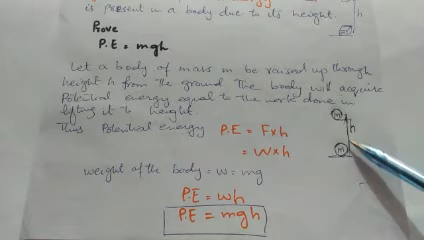 is present in a body due to its height.
h
Prove
P.E = mgh
Let a body of mass m be raised up through
height h from the ground The body will acquire
Potential energy equal to the work done in
lifting it to height.
M
h
Thus Potential energy P.E = F×h
= W×h
M
weight of the body = W = mg
P.E = wh
P.E = mgh